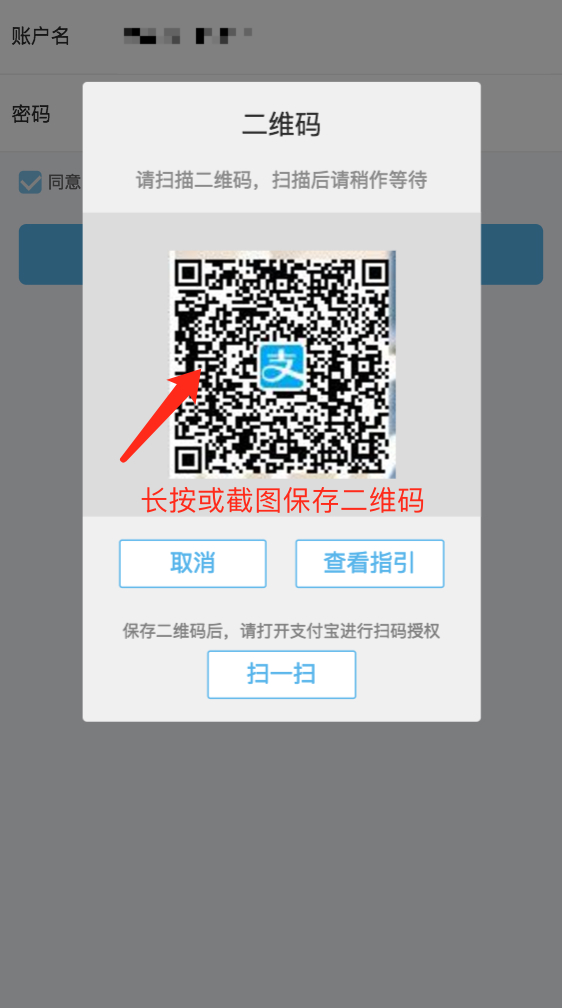 账户名
密码
同意
二维码
请扫描二维码，扫描后请稍作等待
支
长按或截图保存二维码
取消
查看指引
保存二维码后，请打开支付宝进行扫码授权
扫一扫